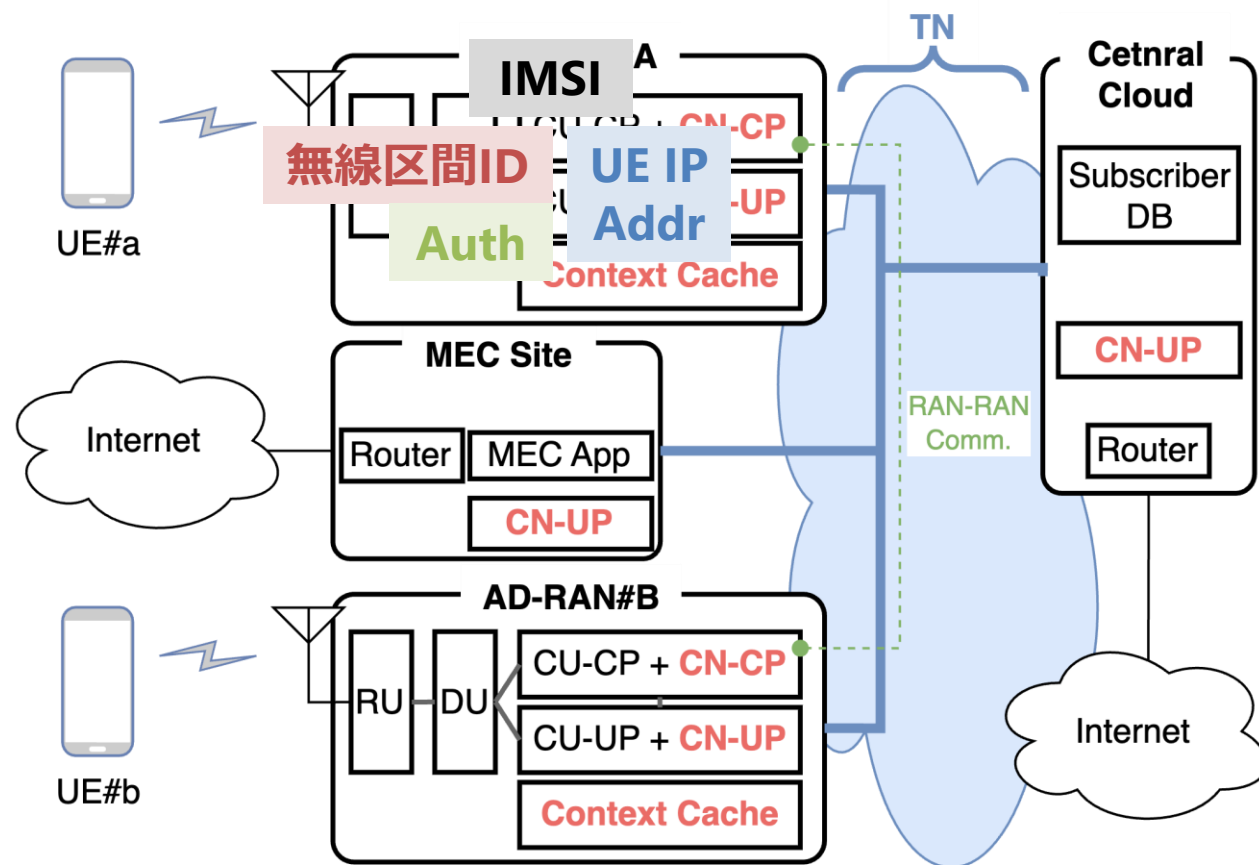 TN
IMSI
A
Cetnral
Cloud
CN-CP
無線区間ID
UE IP
Addr
UP
Auth
Subscriber
DB
UE#a
Context Cache
MEC Site
CN-UP
RAN-RAN
Comm.
Internet
Router
MEC App
Router
CN-UP
AD-RAN#B
CU-CP + CN-CP
RU
DU
CU-UP + CN-UP
Internet
UE#b
Context Cache